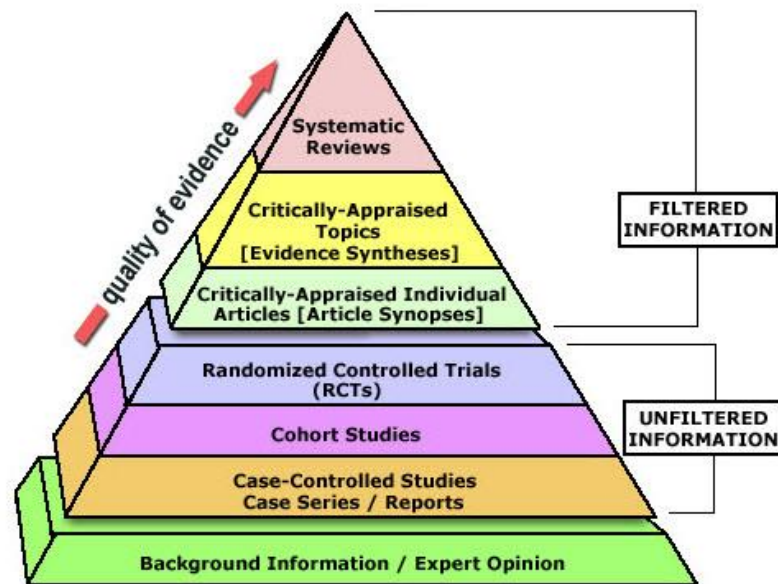 quality of evidence
Systematic
Reviews
Critically-Appraised
Topics
[Evidence Syntheses]
Critically-Appraised Individual
Articles [Article Synopses]
FILTERED
INFORMATION
Randomized Controlled Trials
(RCTs)
Cohort Studies
Case-Controlled Studies
Case Series / Reports
UNFILTERED
INFORMATION
Background Information / Expert Opinion